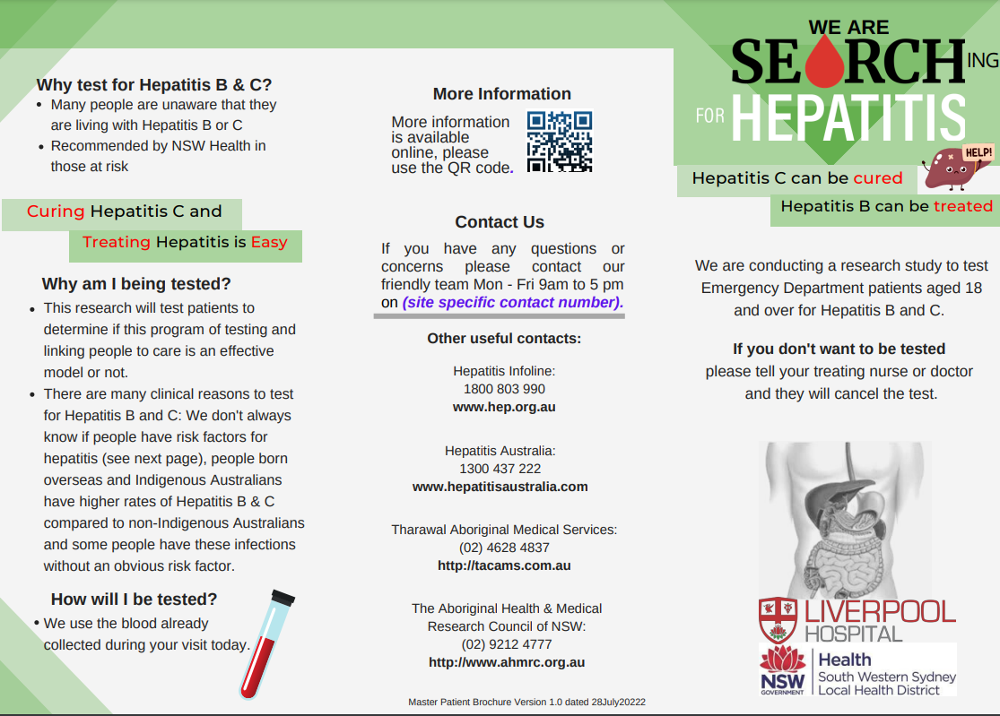 Why test for Hepatitis B & C?
• Many people are unaware that they
are living with Hepatitis B or C
• Recommended by NSW Health in
those at risk
Curing Hepatitis C and
Treating Hepatitis is Easy
Why am I being tested?
• This research will test patients to
determine if this program of testing and
linking people to care is an effective
model or not.
• There are many clinical reasons to test
for Hepatitis B and C: We don't always
know if people have risk factors for
hepatitis (see next page), people born
overseas and Indigenous Australians
have higher rates of Hepatitis B & C
compared to non-Indigenous Australians
and some people have these infections
without an obvious risk factor.
How will I be tested?
• We use the blood already
collected during your visit today.
More Information
More information
is available
online, please
use the QR code.
Contact Us
If you have any questions or
concerns please contact our
friendly team Mon - Fri 9am to 5 pm
on (site specific contact number).
Other useful contacts:
Hepatitis Infoline:
1800 803 990
www.hep.org.au
Hepatitis Australia:
1300 437 222
www.hepatitisaustralia.com
Tharawal Aboriginal Medical Services:
(02) 4628 4837
http://tacams.com.au
The Aboriginal Health & Medical
Research Council of NSW:
(02) 9212 4777
http://www.ahmrc.org.au
Master Patient Brochure Version 1.0 dated 28July20222
WE ARE
SEARCHING
FOR HEPATITIS
HELP!
Hepatitis C can be cured
Hepatitis B can be treated
We are conducting a research study to test
Emergency Department patients aged 18
and over for Hepatitis B and C.
If you don't want to be tested
please tell your treating nurse or doctor
and they will cancel the test.
LIVERPOOL
HOSPITAL
NSW
GOVERNMENT
Health
South Western Sydney
Local Health District